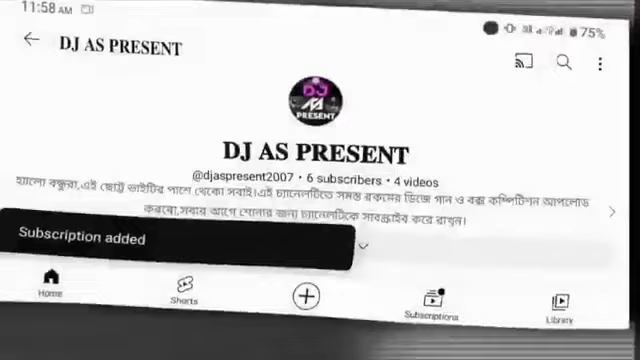 11:58 AM
75%
DJ AS PRESENT
DJ
PRESENT
DJ AS PRESENT
@djaspresent2007 • 6 subscribers • 4 videos
হ্যালো বন্ধুরা,এই ছোট্ট ভাইটির পাশে থেকো সবাই।এই চ্যানেলটিতে সমস্ত রকমের ডিজে গান ও বক্স কম্পিটিশন আপলোড
করবো,সবার আগে শোনার জন্য চ্যানেলটিকে সাবস্ক্রাইব করে রাখুন।
Subscription added
Home
Shorts
Subscriptions
Library